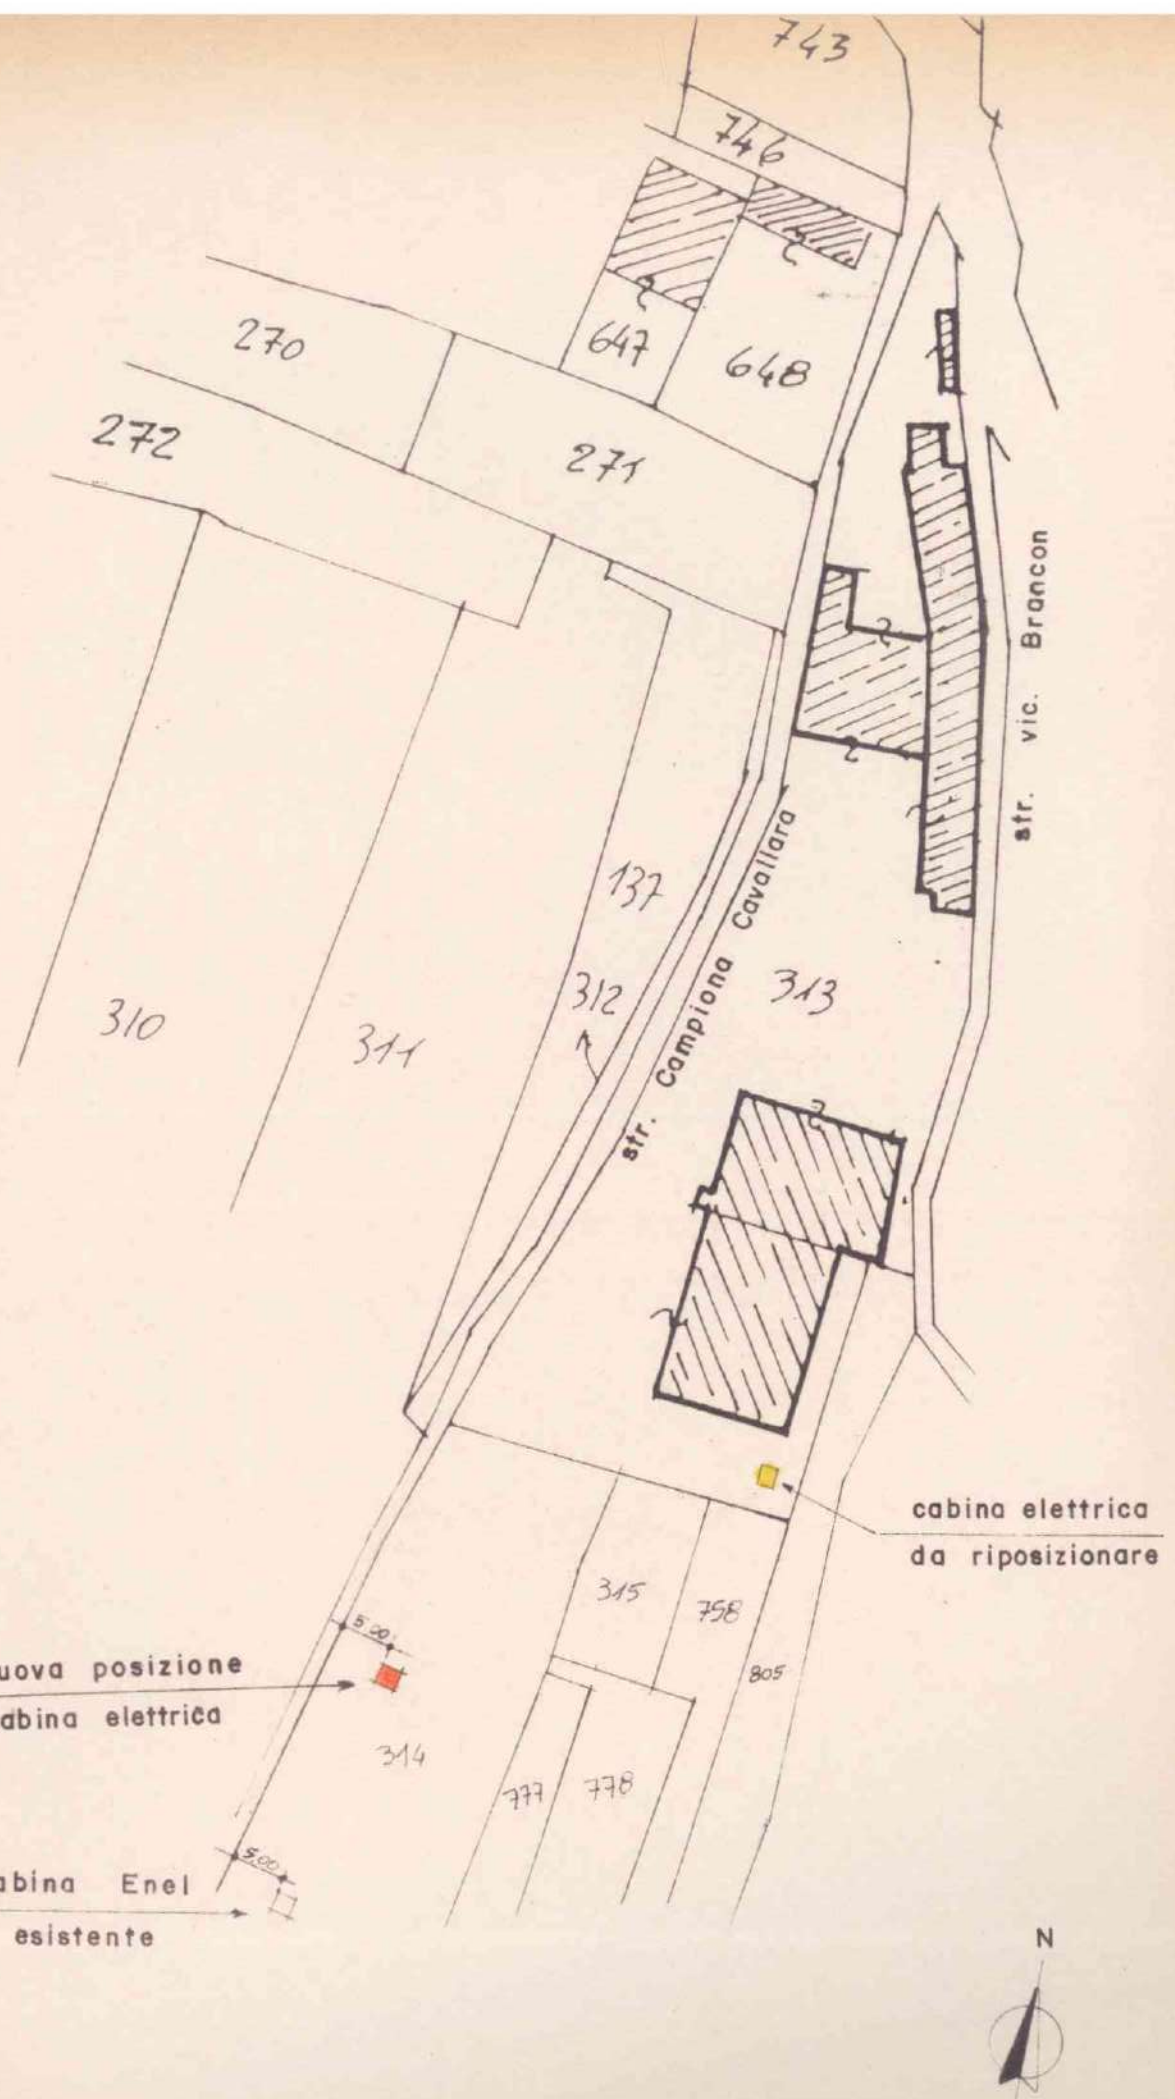 743
746
270
647
648
272
271
str. vic. Brancon
137
str. Campiona Cavallara
312
313
310
311
cabina elettrica
da riposizionare
315
758
5,00
uova posizione
abina elettrica
805
314
777
778
5,00
abina Enel
esistente
N